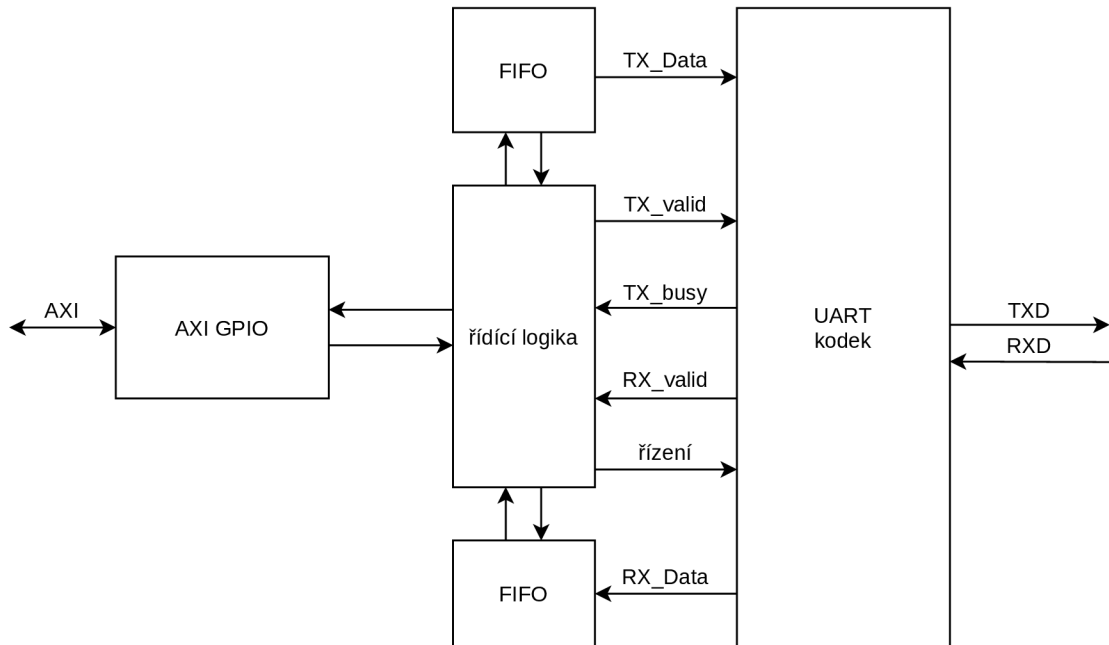 FIFO
TX_Data
TX_valid
AXI
AXI GPIO
řídící logika
TX_busy
UART
kodek
TXD
RXD
RX_valid
řízení
FIFO
RX_Data